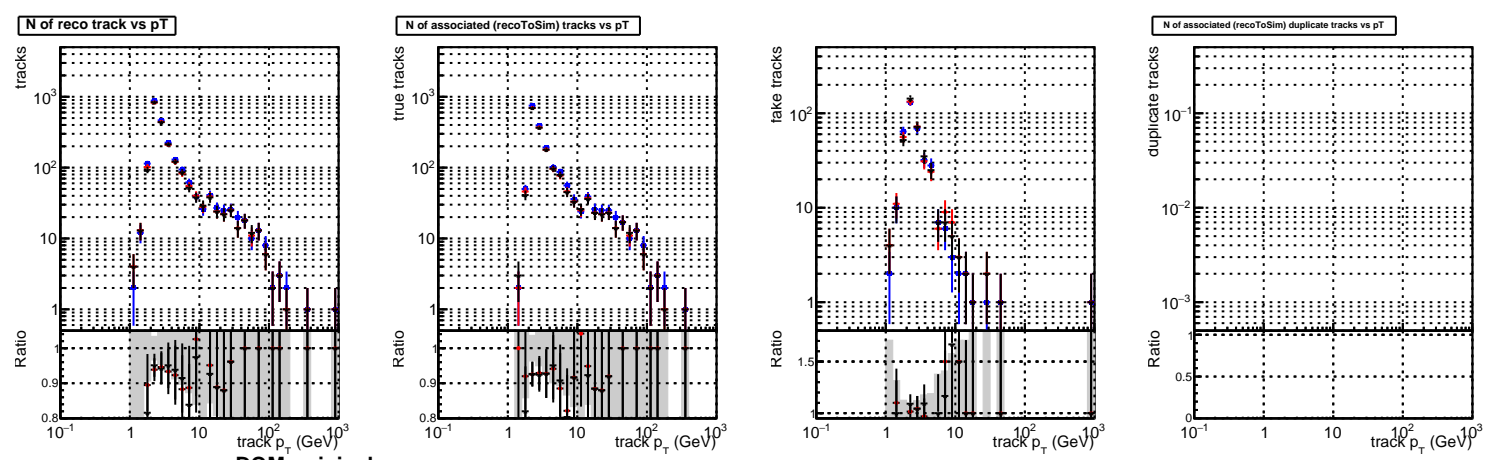 N of reco track vs pT
tracks
10³
10²
10
1
Ratio
1
0.9
0.8
10⁻¹ 1 10 10² 10³
track p_T (GeV)
N of associated (recoToSim) tracks vs pT
true tracks
10³
10²
10
1
Ratio
1
0.9
0.8
10⁻¹ 1 10 10² 10³
track p_T (GeV)
fake tracks
10²
10
1
Ratio
1.5
1
10⁻¹ 1 10 10² 10³
track p_T (GeV)
N of associated (recoToSim) duplicate tracks vs pT
duplicate tracks
10⁻¹
10⁻²
10⁻³
Ratio
1
0.5
0
10⁻¹ 1 10 10² 10³
track p_T (GeV)